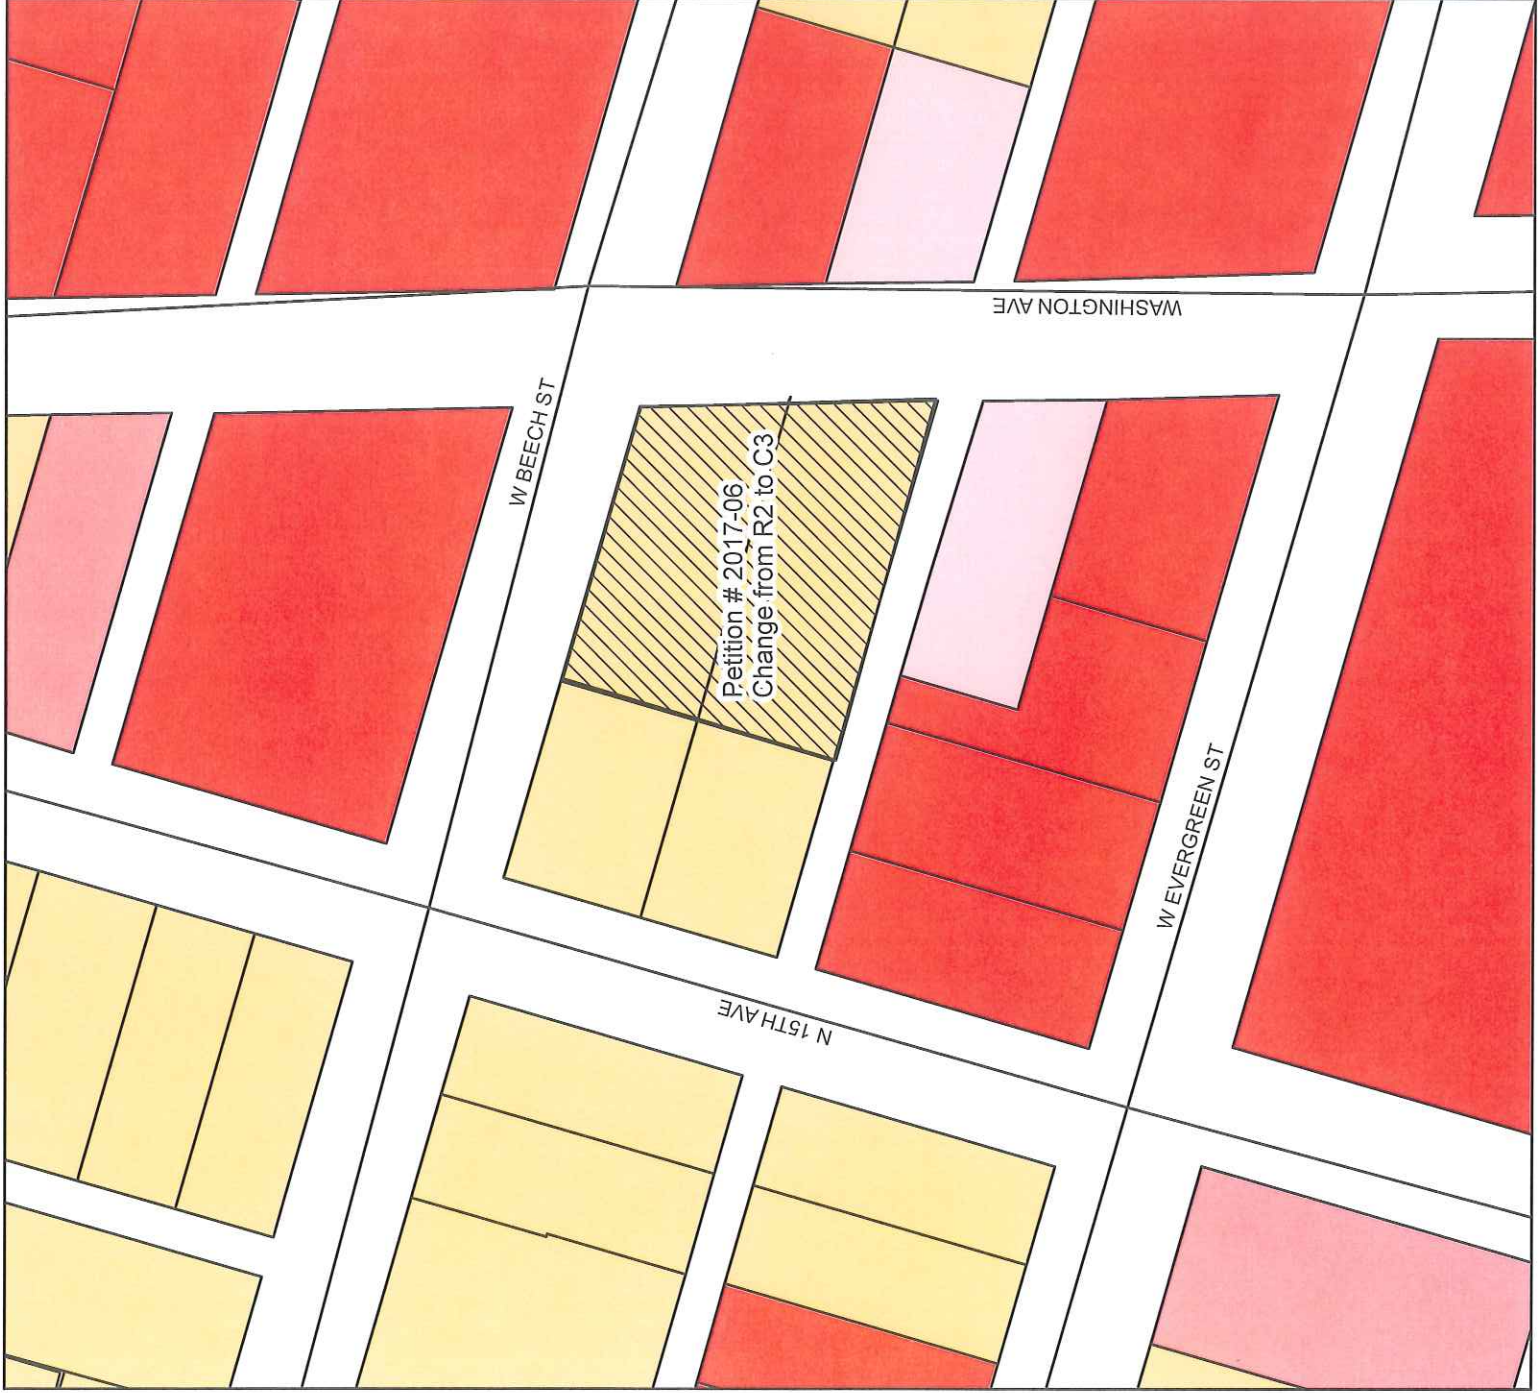 WASHINGTON AVE
W BEECH ST
Petition # 2017-06
Change from R2 to C3
W EVERGREEN ST
N 15TH AVE